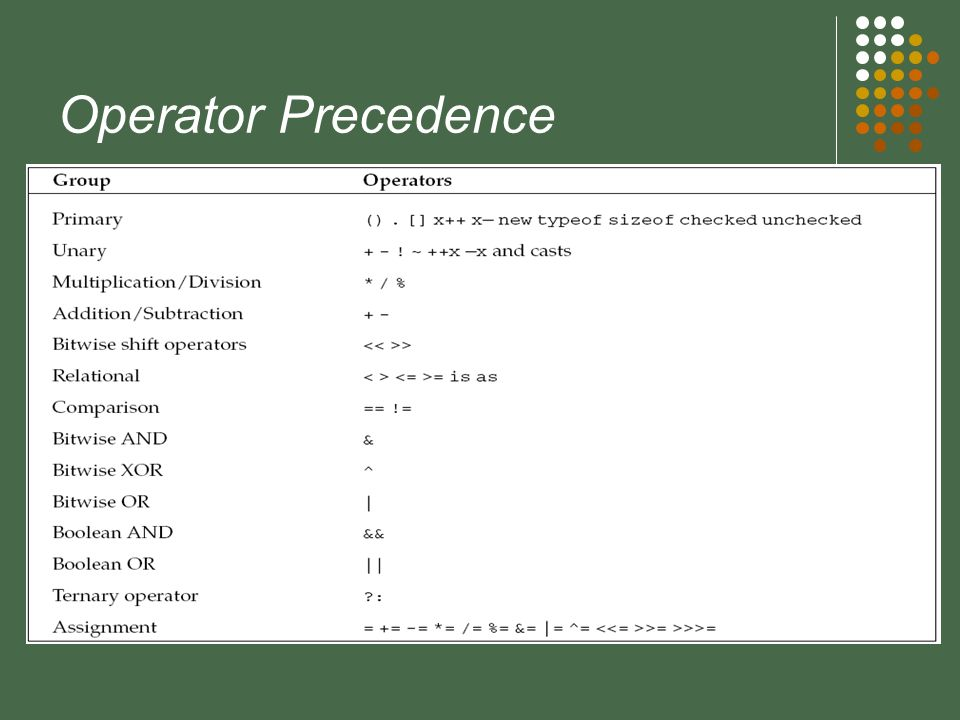 Operator Precedence
Group Operators
Primary () . [] x++ x— new typeof sizeof checked unchecked
Unary + - ! ~ ++x —x and casts
Multiplication/Division * / %
Addition/Subtraction + -
Bitwise shift operators << >>
Relational < > <= >= is as
Comparison == !=
Bitwise AND &
Bitwise XOR ^
Bitwise OR |
Boolean AND &&
Boolean OR ||
Ternary operator ?:
Assignment = += -= *= /= %= &= |= ^= <<= >>= >>>=